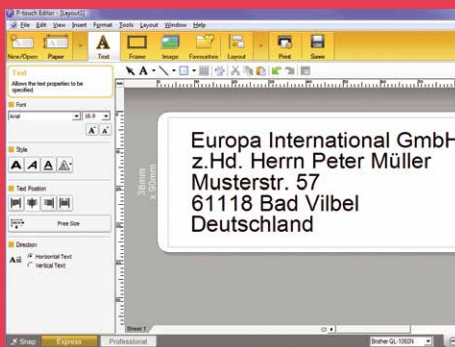 P-touch Editor - [Layout1]
File Edit View Insert Format Tools Layout Window Help
New/Open Paper Text Frame Image Favourites Layout Print Save
Text
Allows the text properties to be
specified.
Font
Arial 16.9
A A
Style
A A A A
Text Position
Free Size
Direction
Horizontal Text
Vertical Text
38mm
x 90mm
Europa International GmbH
z.Hd. Herrn Peter Müller
Musterstr. 57
61118 Bad Vilbel
Deutschland
Sheet 1
Snap Express Professional
Brother QL-1060N